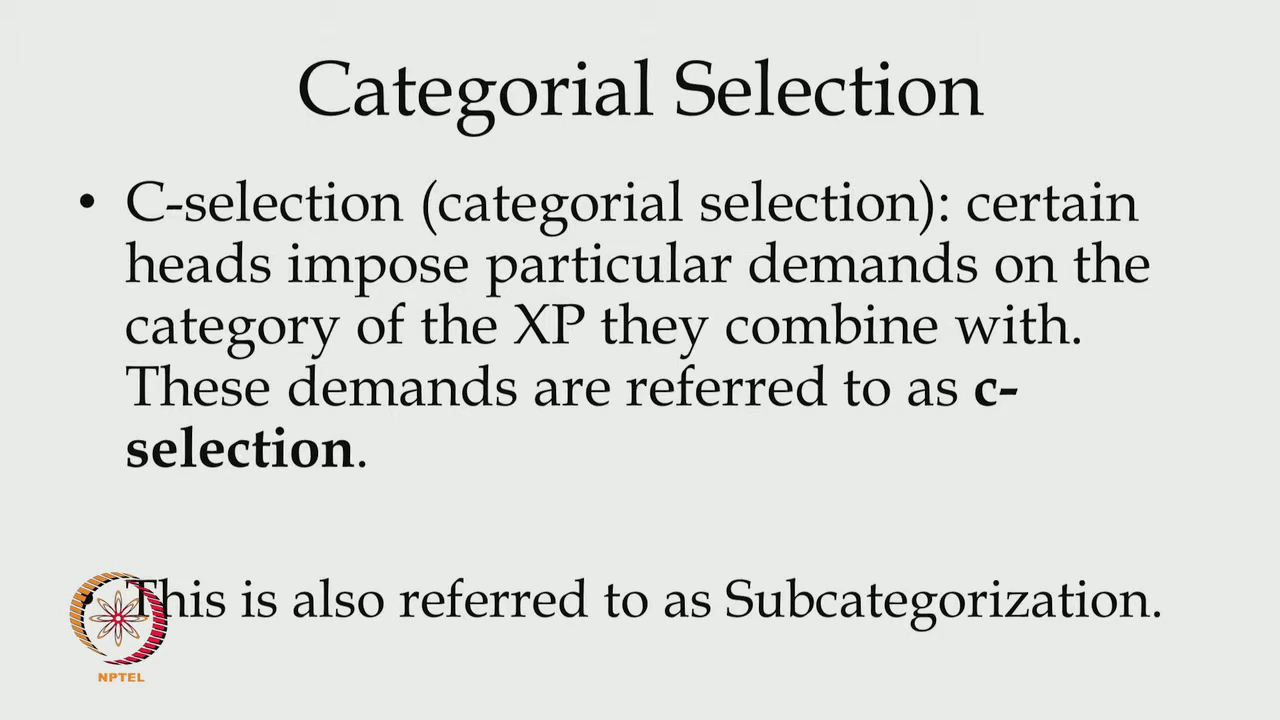 Categorial Selection
• C-selection (categorial selection): certain
heads impose particular demands on the
category of the XP they combine with.
These demands are referred to as c-
selection.
• This is also referred to as Subcategorization.
NPTEL